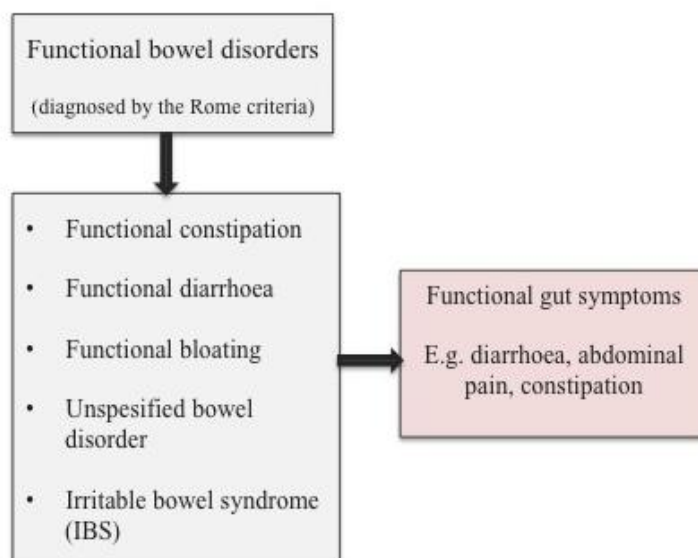 Functional bowel disorders
(diagnosed by the Rome criteria)
• Functional constipation
• Functional diarrhoea
• Functional bloating
• Unspesified bowel
disorder
• Irritable bowel syndrome
(IBS)
Functional gut symptoms
E.g. diarrhoea, abdominal
pain, constipation